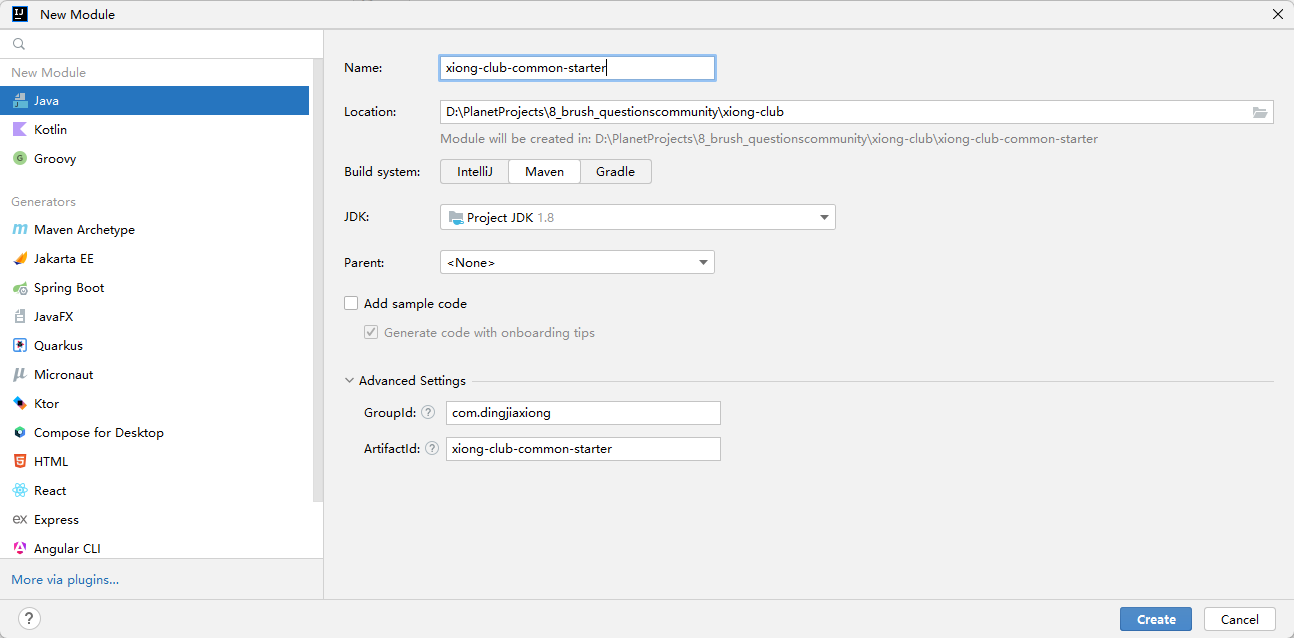 New Module
New Module
Java
Kotlin
Groovy
Generators
Maven Archetype
Jakarta EE
Spring Boot
JavaFX
Quarkus
Micronaut
Ktor
Compose for Desktop
HTML
React
Express
Angular CLI
More via plugins...
Name: xiong-club-common-starter
Location: D:\PlanetProjects\8_brush_questionscommunity\xiong-club
Module will be created in: D:\PlanetProjects\8_brush_questionscommunity\xiong-club\xiong-club-common-starter
Build system: IntelliJ Maven Gradle
JDK: Project JDK 1.8
Parent: <None>
Add sample code
Generate code with onboarding tips
Advanced Settings
GroupId: ? com.dingjiaxiong
ArtifactId: ? xiong-club-common-starter
? Create Cancel